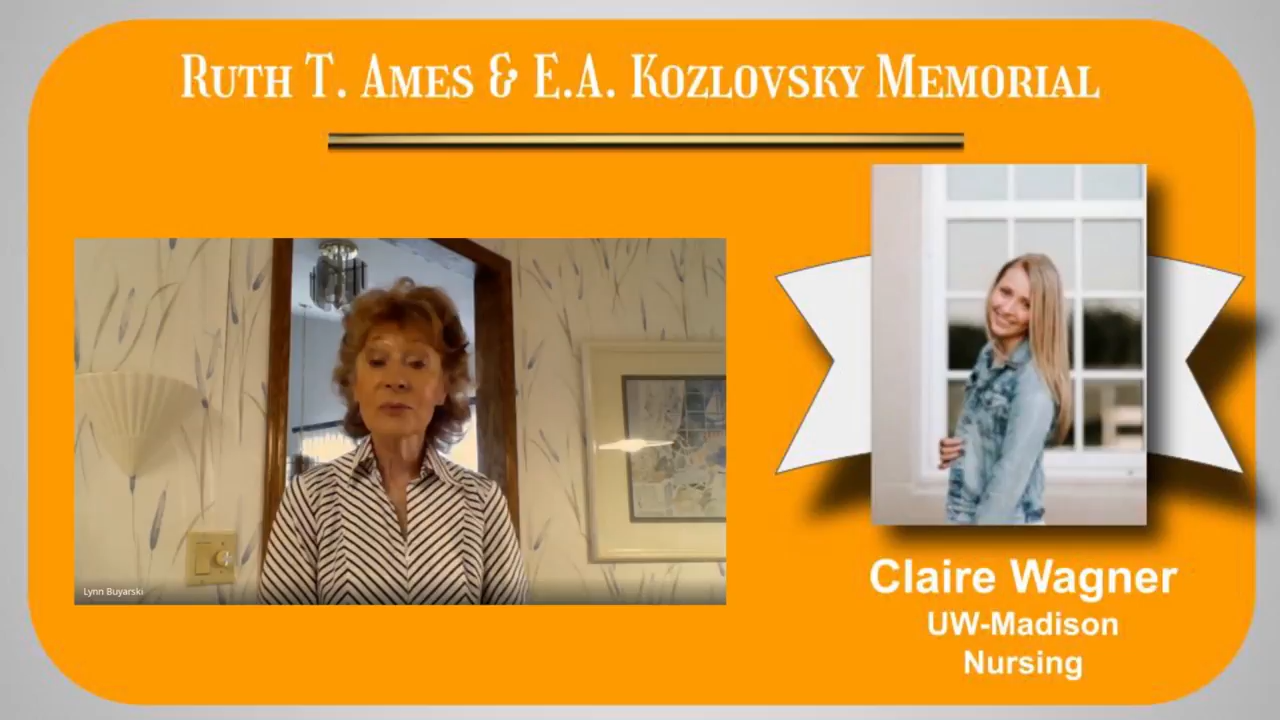 RUTH T. AMES & E.A. KOZLOVSKY MEMORIAL
Lynn Buyarski
Claire Wagner
UW-Madison
Nursing